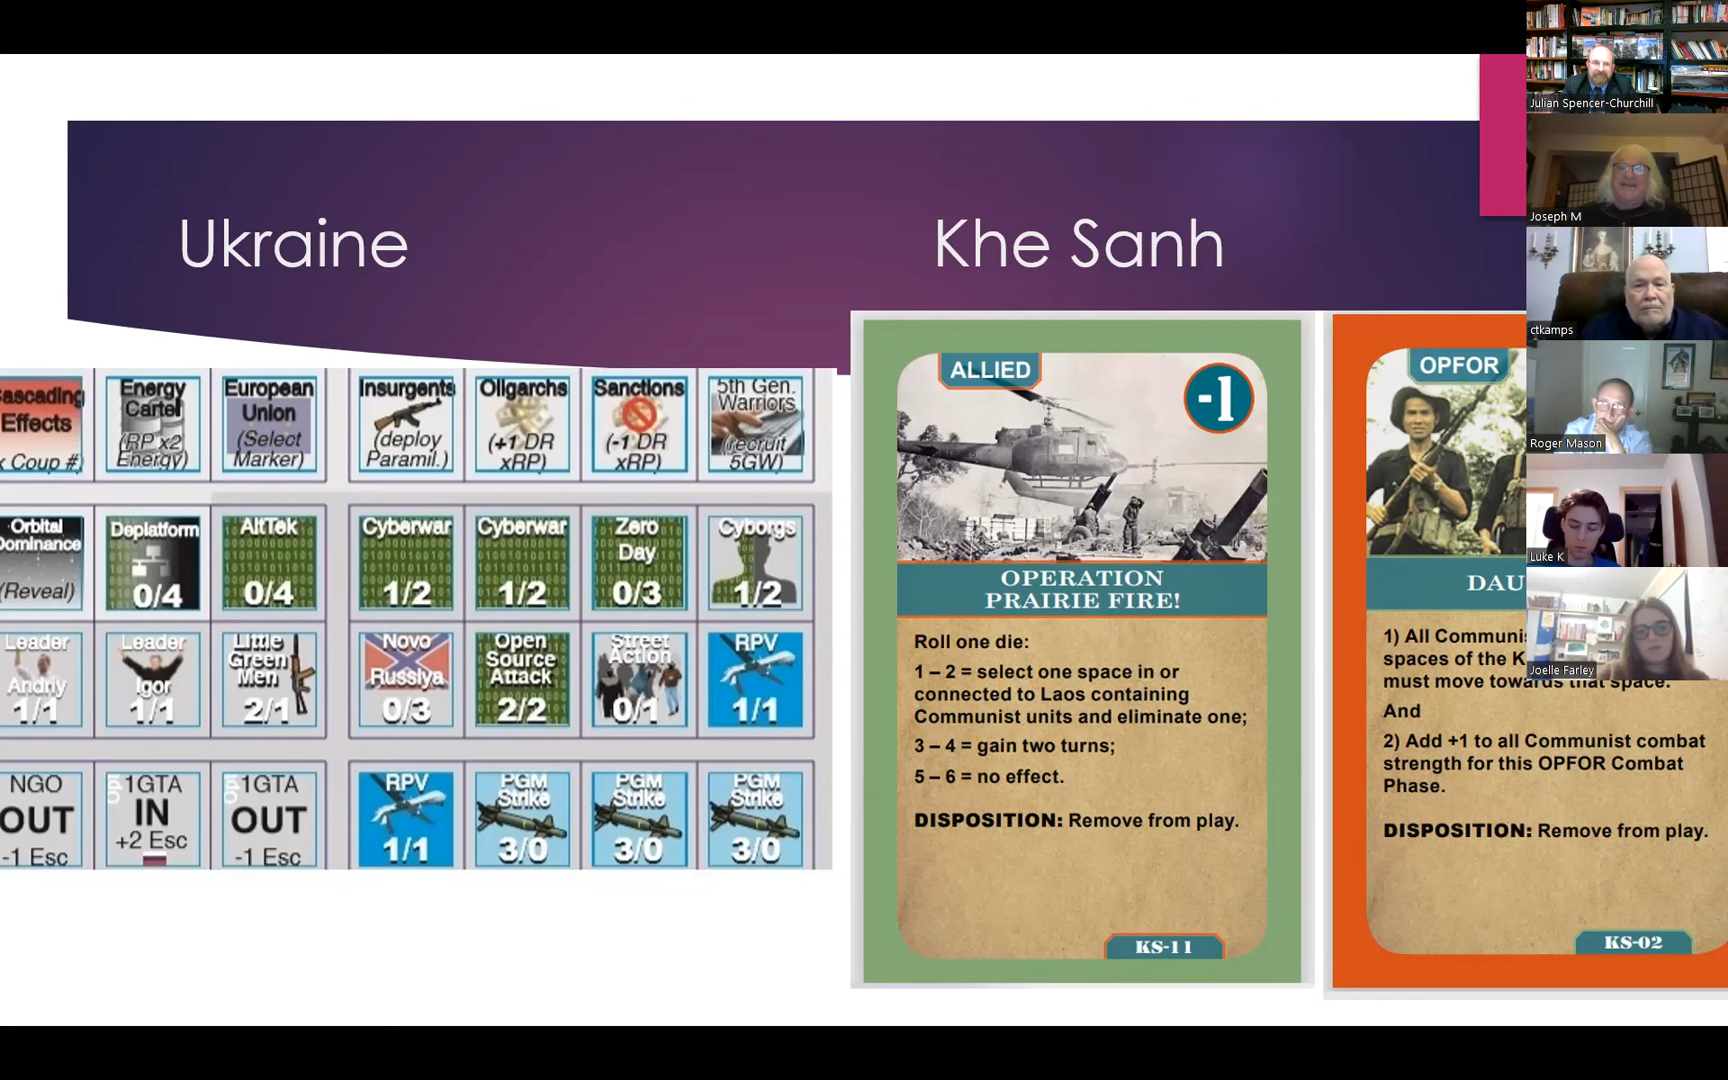 Ukraine
Khe Sanh
Cascading
Effects
x Coup #)
Energy
Cartel
(RP x2
Energy)
European
Union
(Select
Marker)
Insurgents
(deploy
Paramil.)
Oligarchs
(+1 DR
xRP)
Sanctions
(-1 DR
xRP)
5th Gen.
Warriors
(recruit
5GW)
Orbital
Dominance
(Reveal)
Deplatform
0/4
AltTek
0/4
Cyberwar
1/2
Cyberwar
1/2
Zero
Day
0/3
Cyborgs
1/2
Leader
Andriy
1/1
Leader
Igor
1/1
Little
Green
Men
2/1
Novo
Russiya
0/3
Open
Source
Attack
2/2
Street
Action
0/1
RPV
1/1
NGO
OUT
-1 Esc
1GTA
IN
+2 Esc
1GTA
OUT
-1 Esc
RPV
1/1
PGM
Strike
3/0
PGM
Strike
3/0
PGM
Strike
3/0
ALLIED
-1
OPERATION
PRAIRIE FIRE!
Roll one die:
1 – 2 = select one space in or
connected to Laos containing
Communist units and eliminate one;
3 – 4 = gain two turns;
5 – 6 = no effect.
DISPOSITION: Remove from play.
KS-11
OPFOR
DAU
1) All Communis
spaces of the K
must move towards that space.
And
2) Add +1 to all Communist combat
strength for this OPFOR Combat
Phase.
DISPOSITION: Remove from play.
KS-02
Julian Spencer-Churchill
Joseph M
ctkamps
Roger Mason
Luke K
Joelle Farley